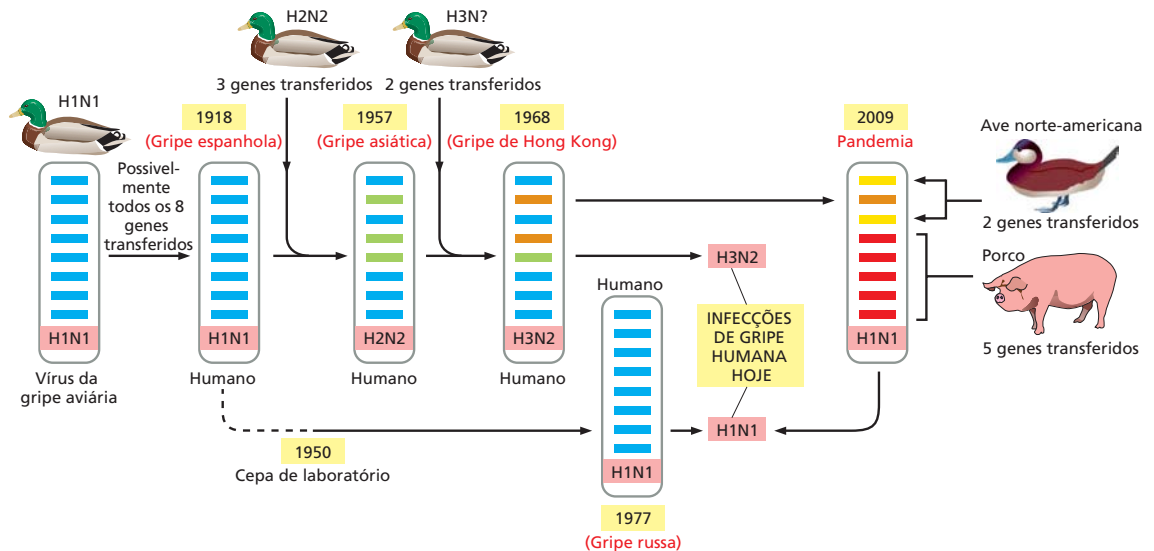 H2N2
H3N?
3 genes transferidos
2 genes transferidos
H1N1
1918
(Gripe espanhola)
1957
(Gripe asiática)
1968
(Gripe de Hong Kong)
2009
Pandemia
Ave norte-americana
2 genes transferidos
Possivel-
mente
todos os 8
genes
transferidos
Porco
5 genes transferidos
H1N1
Vírus da
gripe aviária
H1N1
Humano
H2N2
Humano
H3N2
Humano
H3N2
INFECÇÕES
DE GRIPE
HUMANA
HOJE
H1N1
H1N1
1950
Cepa de laboratório
Humano
H1N1
1977
(Gripe russa)